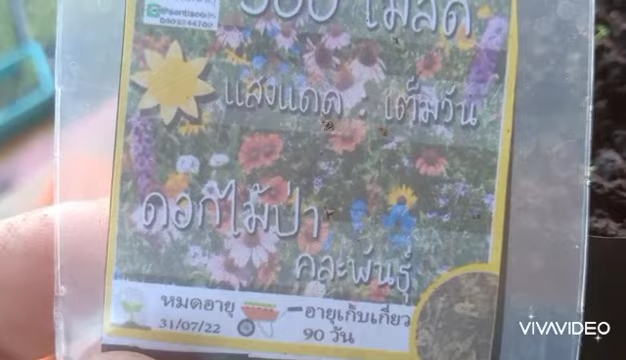 500 เมล็ด
แสงแดด : เต็มวัน
ดอกไม้ป่า
คละพันธุ์
หมดอายุ
31/07/22
อายุเก็บเกี่ยว
90 วัน
VIVAVIDEO